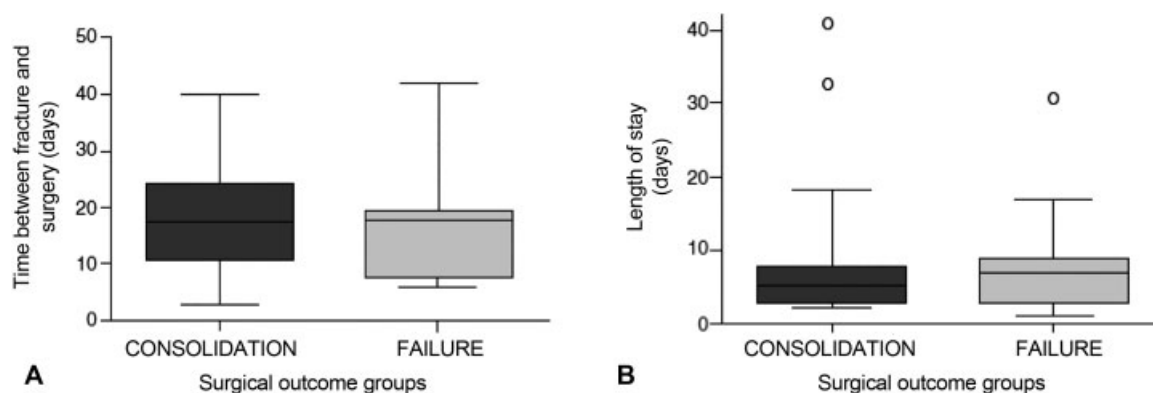 Time between fracture and
surgery (days)
50
40
30
20
10
0
CONSOLIDATION FAILURE
Surgical outcome groups
A
Length of stay
(days)
40
30
20
10
0
CONSOLIDATION FAILURE
Surgical outcome groups
B